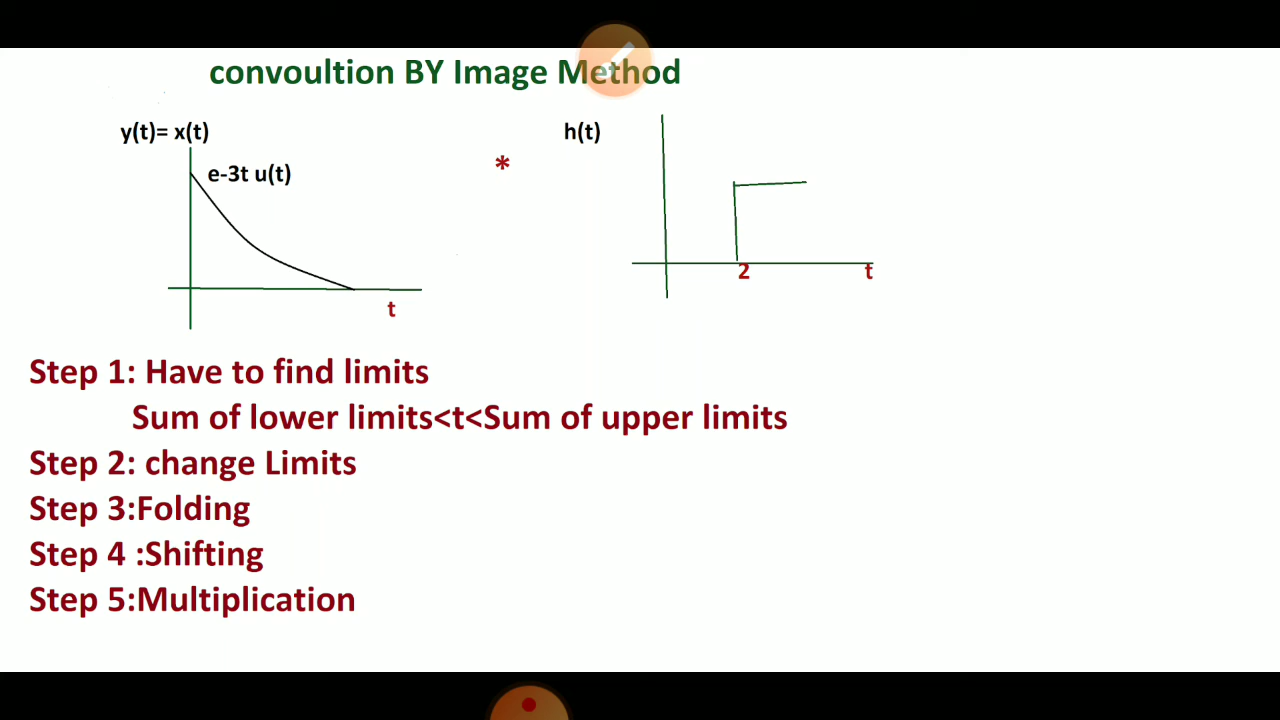 convoultion BY Image Method
y(t)= x(t)
*
h(t)
e-3t u(t)
2
t
t
Step 1: Have to find limits
Sum of lower limits<t<Sum of upper limits
Step 2: change Limits
Step 3:Folding
Step 4 :Shifting
Step 5:Multiplication